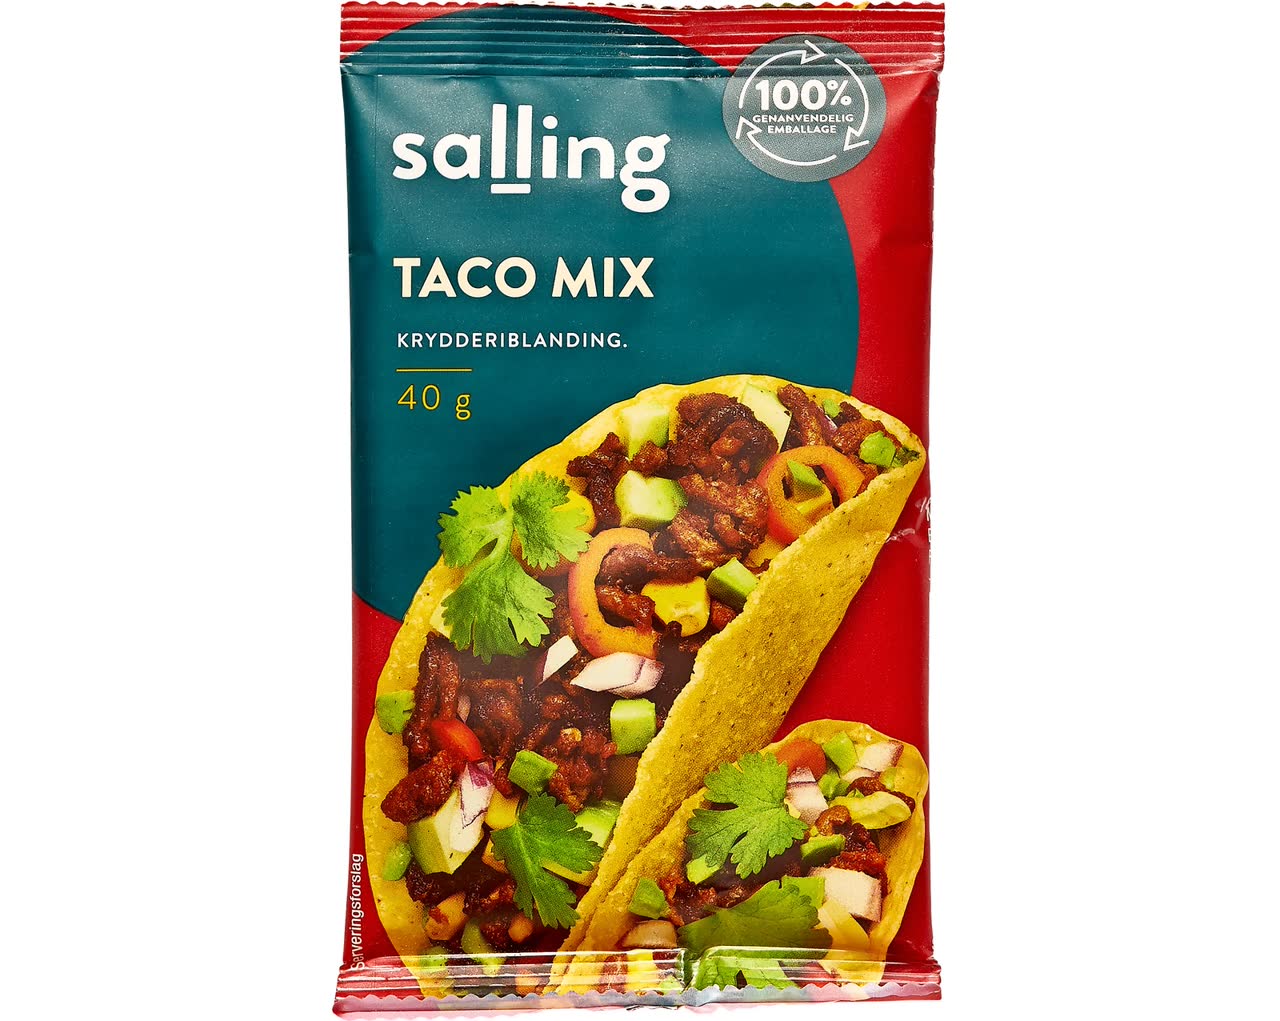 100%
GENANVENDELIG
EMBALLAGE
salling
TACO MIX
KRYDDERIBLANDING.
40 g
Serveringsforslag